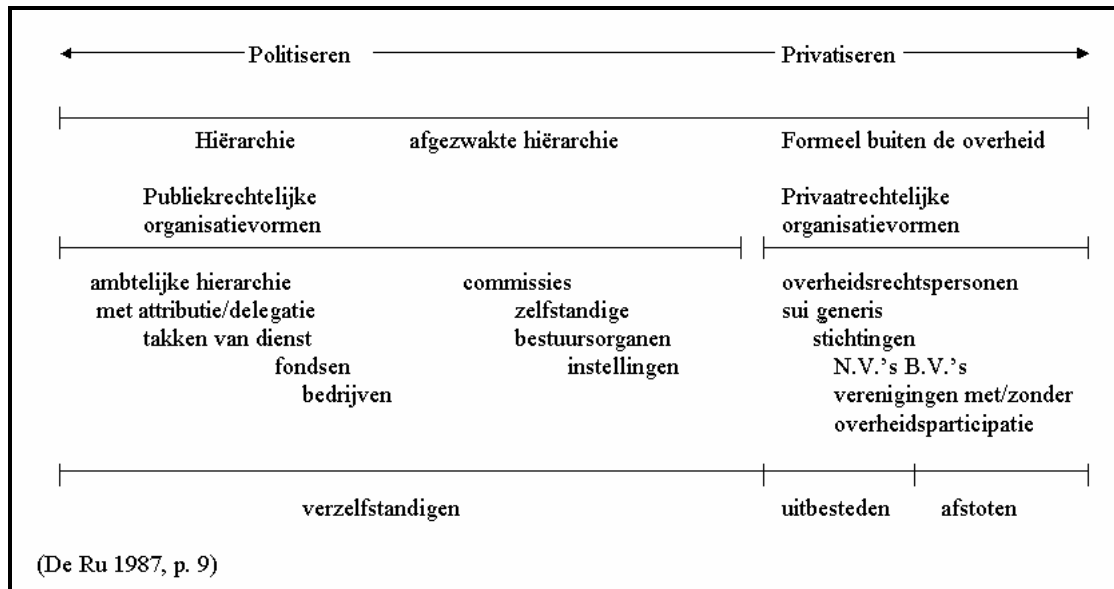 Politiseren Privatiseren
Hiërarchie afgezwakte hiërarchie Formeel buiten de overheid
Publiekrechtelijke
organisatievormen
Privaatrechtelijke
organisatievormen
ambtelijke hierarchie
met attributie/delegatie
takken van dienst
fondsen
bedrijven
commissies
zelfstandige
bestuursorganen
instellingen
overheidsrechtspersonen
sui generis
stichtingen
N.V.'s B.V.'s
verenigingen met/zonder
overheidsparticipatie
verzelfstandigen uitbesteden afstoten
(De Ru 1987, p. 9)